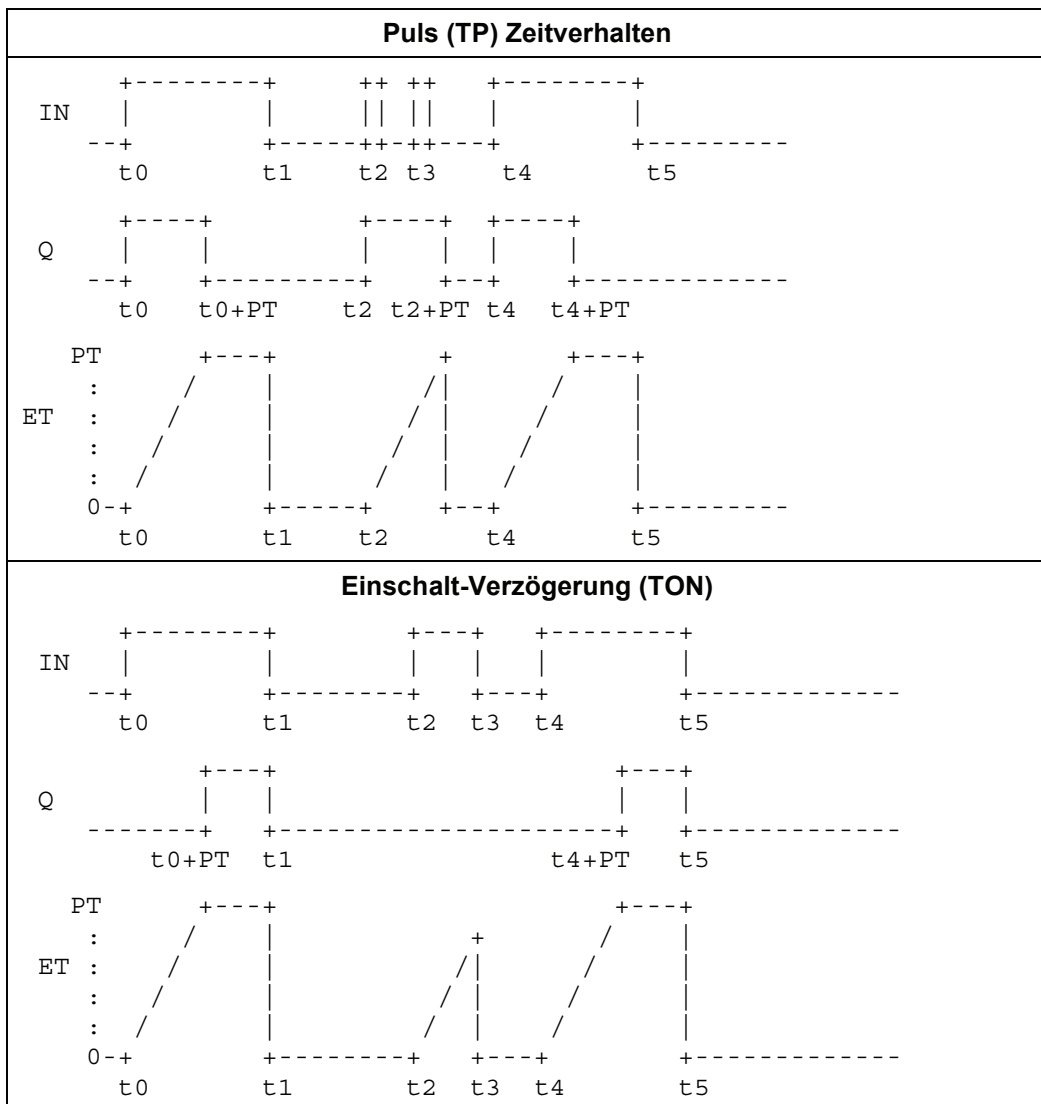 Puls (TP) Zeitverhalten
+--------+ ++ ++ +--------+
IN | | || || | |
--+ +-----++-++---+ +---------
t0 t1 t2 t3 t4 t5
+----+ +----+ +----+
Q | | | | | |
--+ +---------+ +--+ +-------------
t0 t0+PT t2 t2+PT t4 t4+PT
PT +---+ + +---+
: / | /| / |
ET : / | / | / |
: / | / | / |
: / | / | / |
0-+ +-----+ +--+ +---------
t0 t1 t2 t4 t5
Einschalt-Verzögerung (TON)
+--------+ +---+ +--------+
IN | | | | | |
--+ +--------+ +---+ +-------------
t0 t1 t2 t3 t4 t5
+---+ +---+
Q | | | |
-------+ +---------------------+ +-------------
t0+PT t1 t4+PT t5
PT +---+ +---+
: / | + / |
ET : / | /| / |
: / | / | / |
: / | / | / |
0-+ +--------+ +---+ +-------------
t0 t1 t2 t3 t4 t5